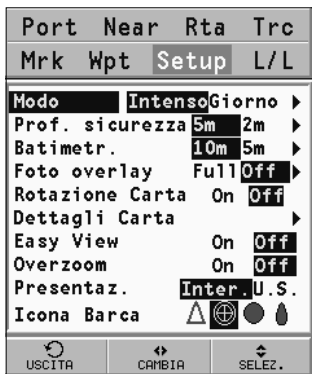 Port Near Rta Trc
Mrk Wpt Setup L/L
Modo Intenso Giorno
Prof. sicurezza 5m 2m
Batimetr. 10m 5m
Foto overlay Full Off
Rotazione Carta On Off
Dettagli Carta
Easy View On Off
Overzoom On Off
Presentaz. Inter. U.S.
Icona Barca
USCITA CAMBIA SELEZ.